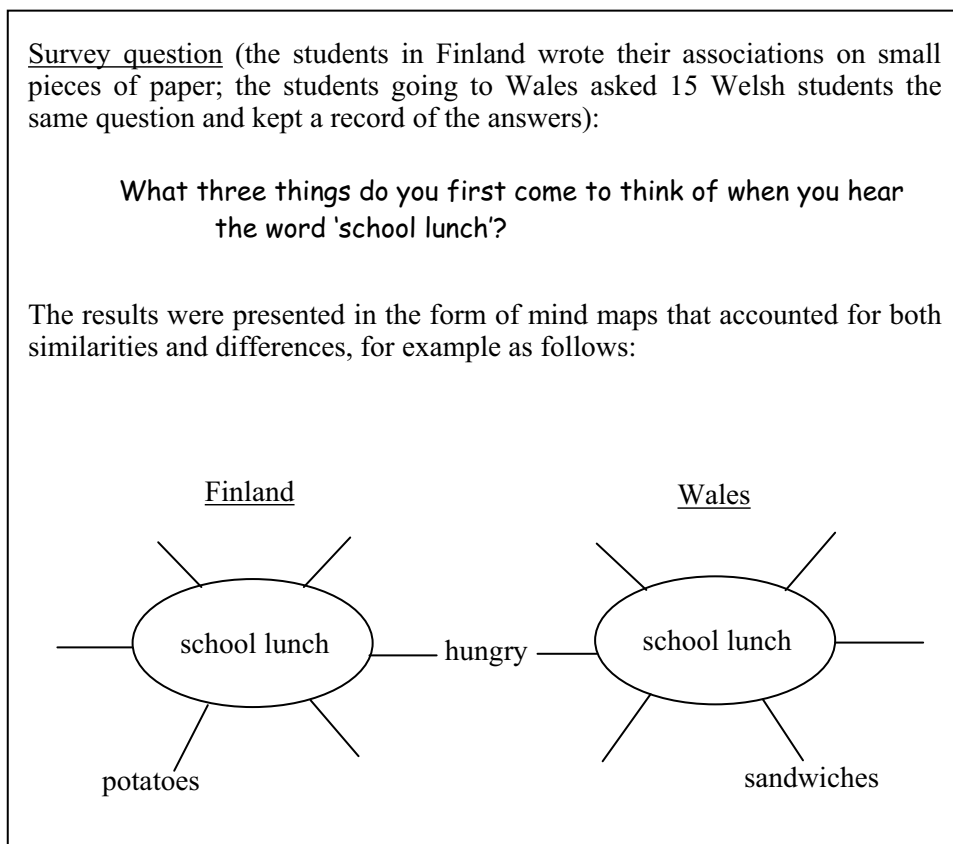 Survey question (the students in Finland wrote their associations on small
pieces of paper; the students going to Wales asked 15 Welsh students the
same question and kept a record of the answers):
What three things do you first come to think of when you hear
the word ‘school lunch’?
The results were presented in the form of mind maps that accounted for both
similarities and differences, for example as follows:
Finland
Wales
school lunch
hungry
school lunch
potatoes
sandwiches